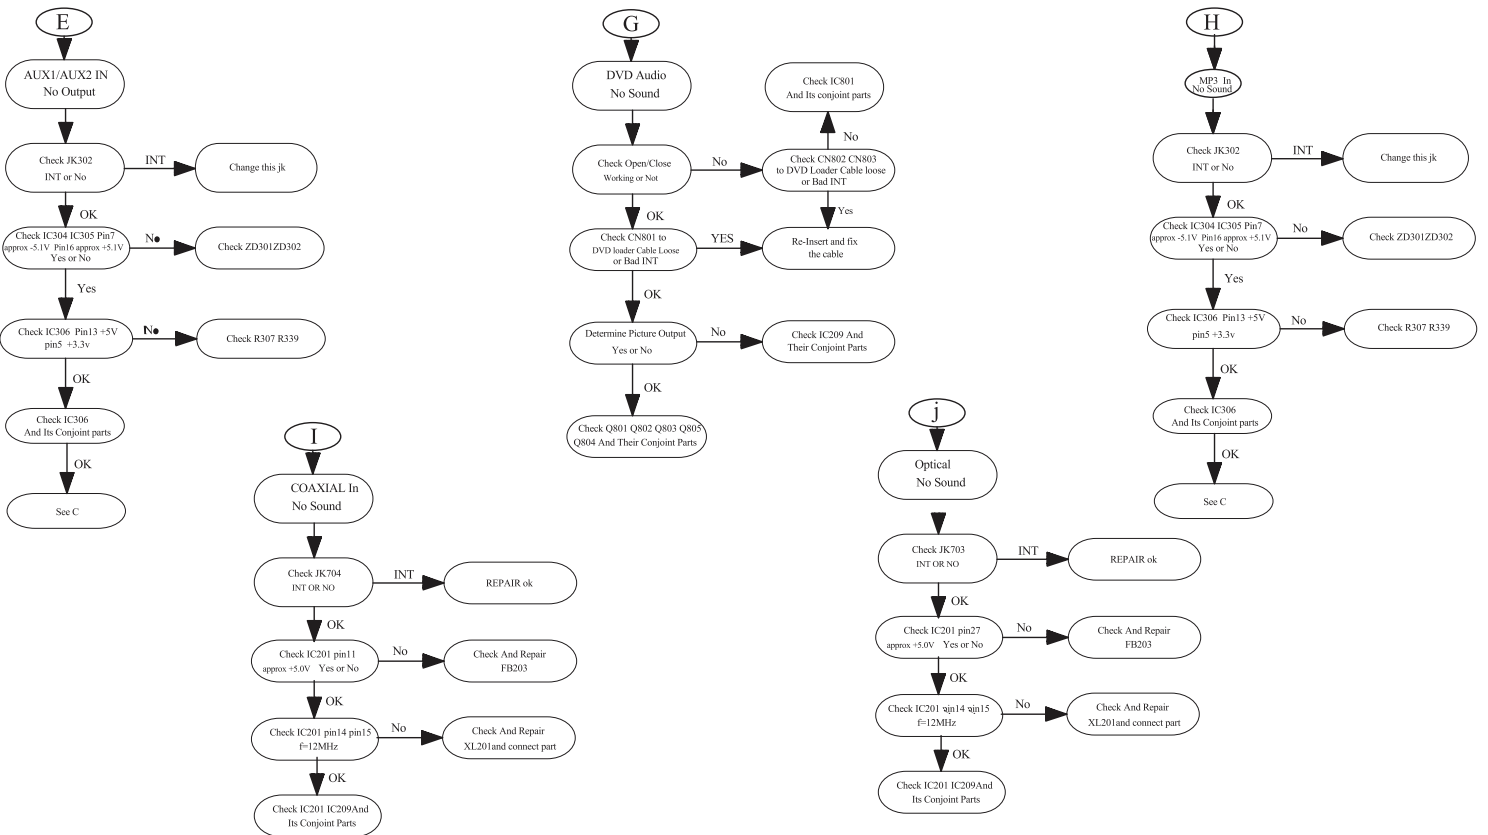 E
AUX1/AUX2 IN
No Output
Check JK302
INT or No
INT
Change this jk
OK
Check IC304 IC305 Pin7
approx -5.1V Pin16 approx +5.1V
Yes or No
No
Check ZD301ZD302
Yes
Check IC306 Pin13 +5V
pin5 +3.3v
No
Check R307 R339
OK
Check IC306
And Its Conjoint parts
OK
See C
G
DVD Audio
No Sound
Check Open/Close
Working or Not
No
Check CN802 CN803
to DVD Loader Cable loose
or Bad INT
No
Check IC801
And Its conjoint parts
Yes
OK
Check CN801 to
DVD loader Cable Loose
or Bad INT
YES
Re-Insert and fix
the cable
OK
Determine Picture Output
Yes or No
No
Check IC209 And
Their Conjoint Parts
OK
Check Q801 Q802 Q803 Q805
Q804 And Their Conjoint Parts
H
MP3 In
No Sound
Check JK302
INT or No
INT
Change this jk
OK
Check IC304 IC305 Pin7
approx -5.1V Pin16 approx +5.1V
Yes or No
No
Check ZD301ZD302
Yes
Check IC306 Pin13 +5V
pin5 +3.3v
No
Check R307 R339
OK
Check IC306
And Its Conjoint parts
OK
See C
I
COAXIAL In
No Sound
Check JK704
INT OR NO
INT
REPAIR ok
OK
Check IC201 pin11
approx +5.0V Yes or No
No
Check And Repair
FB203
OK
Check IC201 pin14 pin15
f=12MHz
No
Check And Repair
XL201and connect part
OK
Check IC201 IC209And
Its Conjoint Parts
j
Optical
No Sound
Check JK703
INT OR NO
INT
REPAIR ok
OK
Check IC201 pin27
approx +5.0V Yes or No
No
Check And Repair
FB203
OK
Check IC201 pin14 pin15
f=12MHz
No
Check And Repair
XL201and connect part
OK
Check IC201 IC209And
Its Conjoint Parts